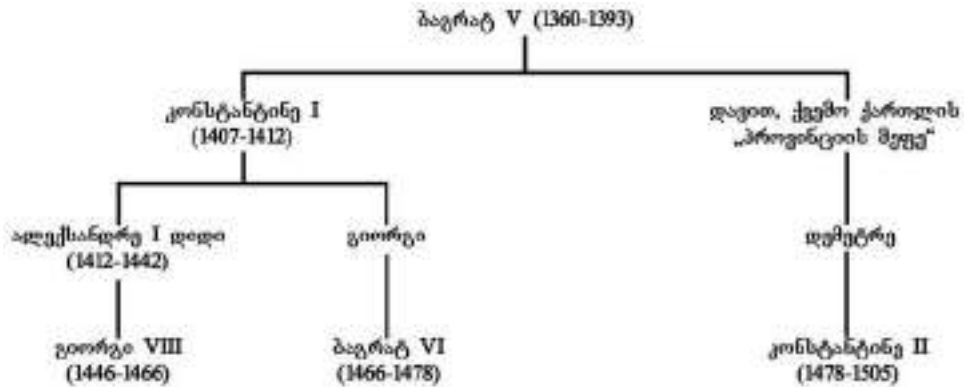 ბაგრატ V (1360-1393)
კონსტანტინე I
(1407-1412)
დავით, ქვემო ქართლის
„პროვინციის მეფე“
ალექსანდრე I დიდი
(1412-1442)
გიორგი
დემეტრე
გიორგი VIII
(1446-1466)
ბაგრატ VI
(1466-1478)
კონსტანტინე II
(1478-1505)